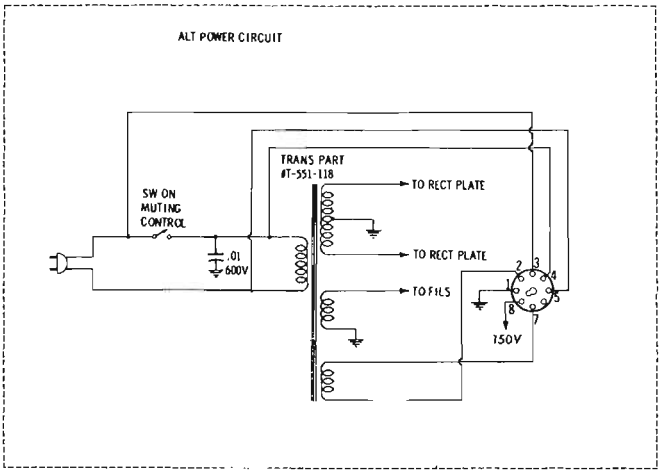 ALT POWER CIRCUIT
TRANS PART
#T-551-118
TO RECT PLATE
SW ON
MUTING
CONTROL
.01
600V
TO RECT PLATE
TO FILS
2
3
4
1
5
8
7
150V